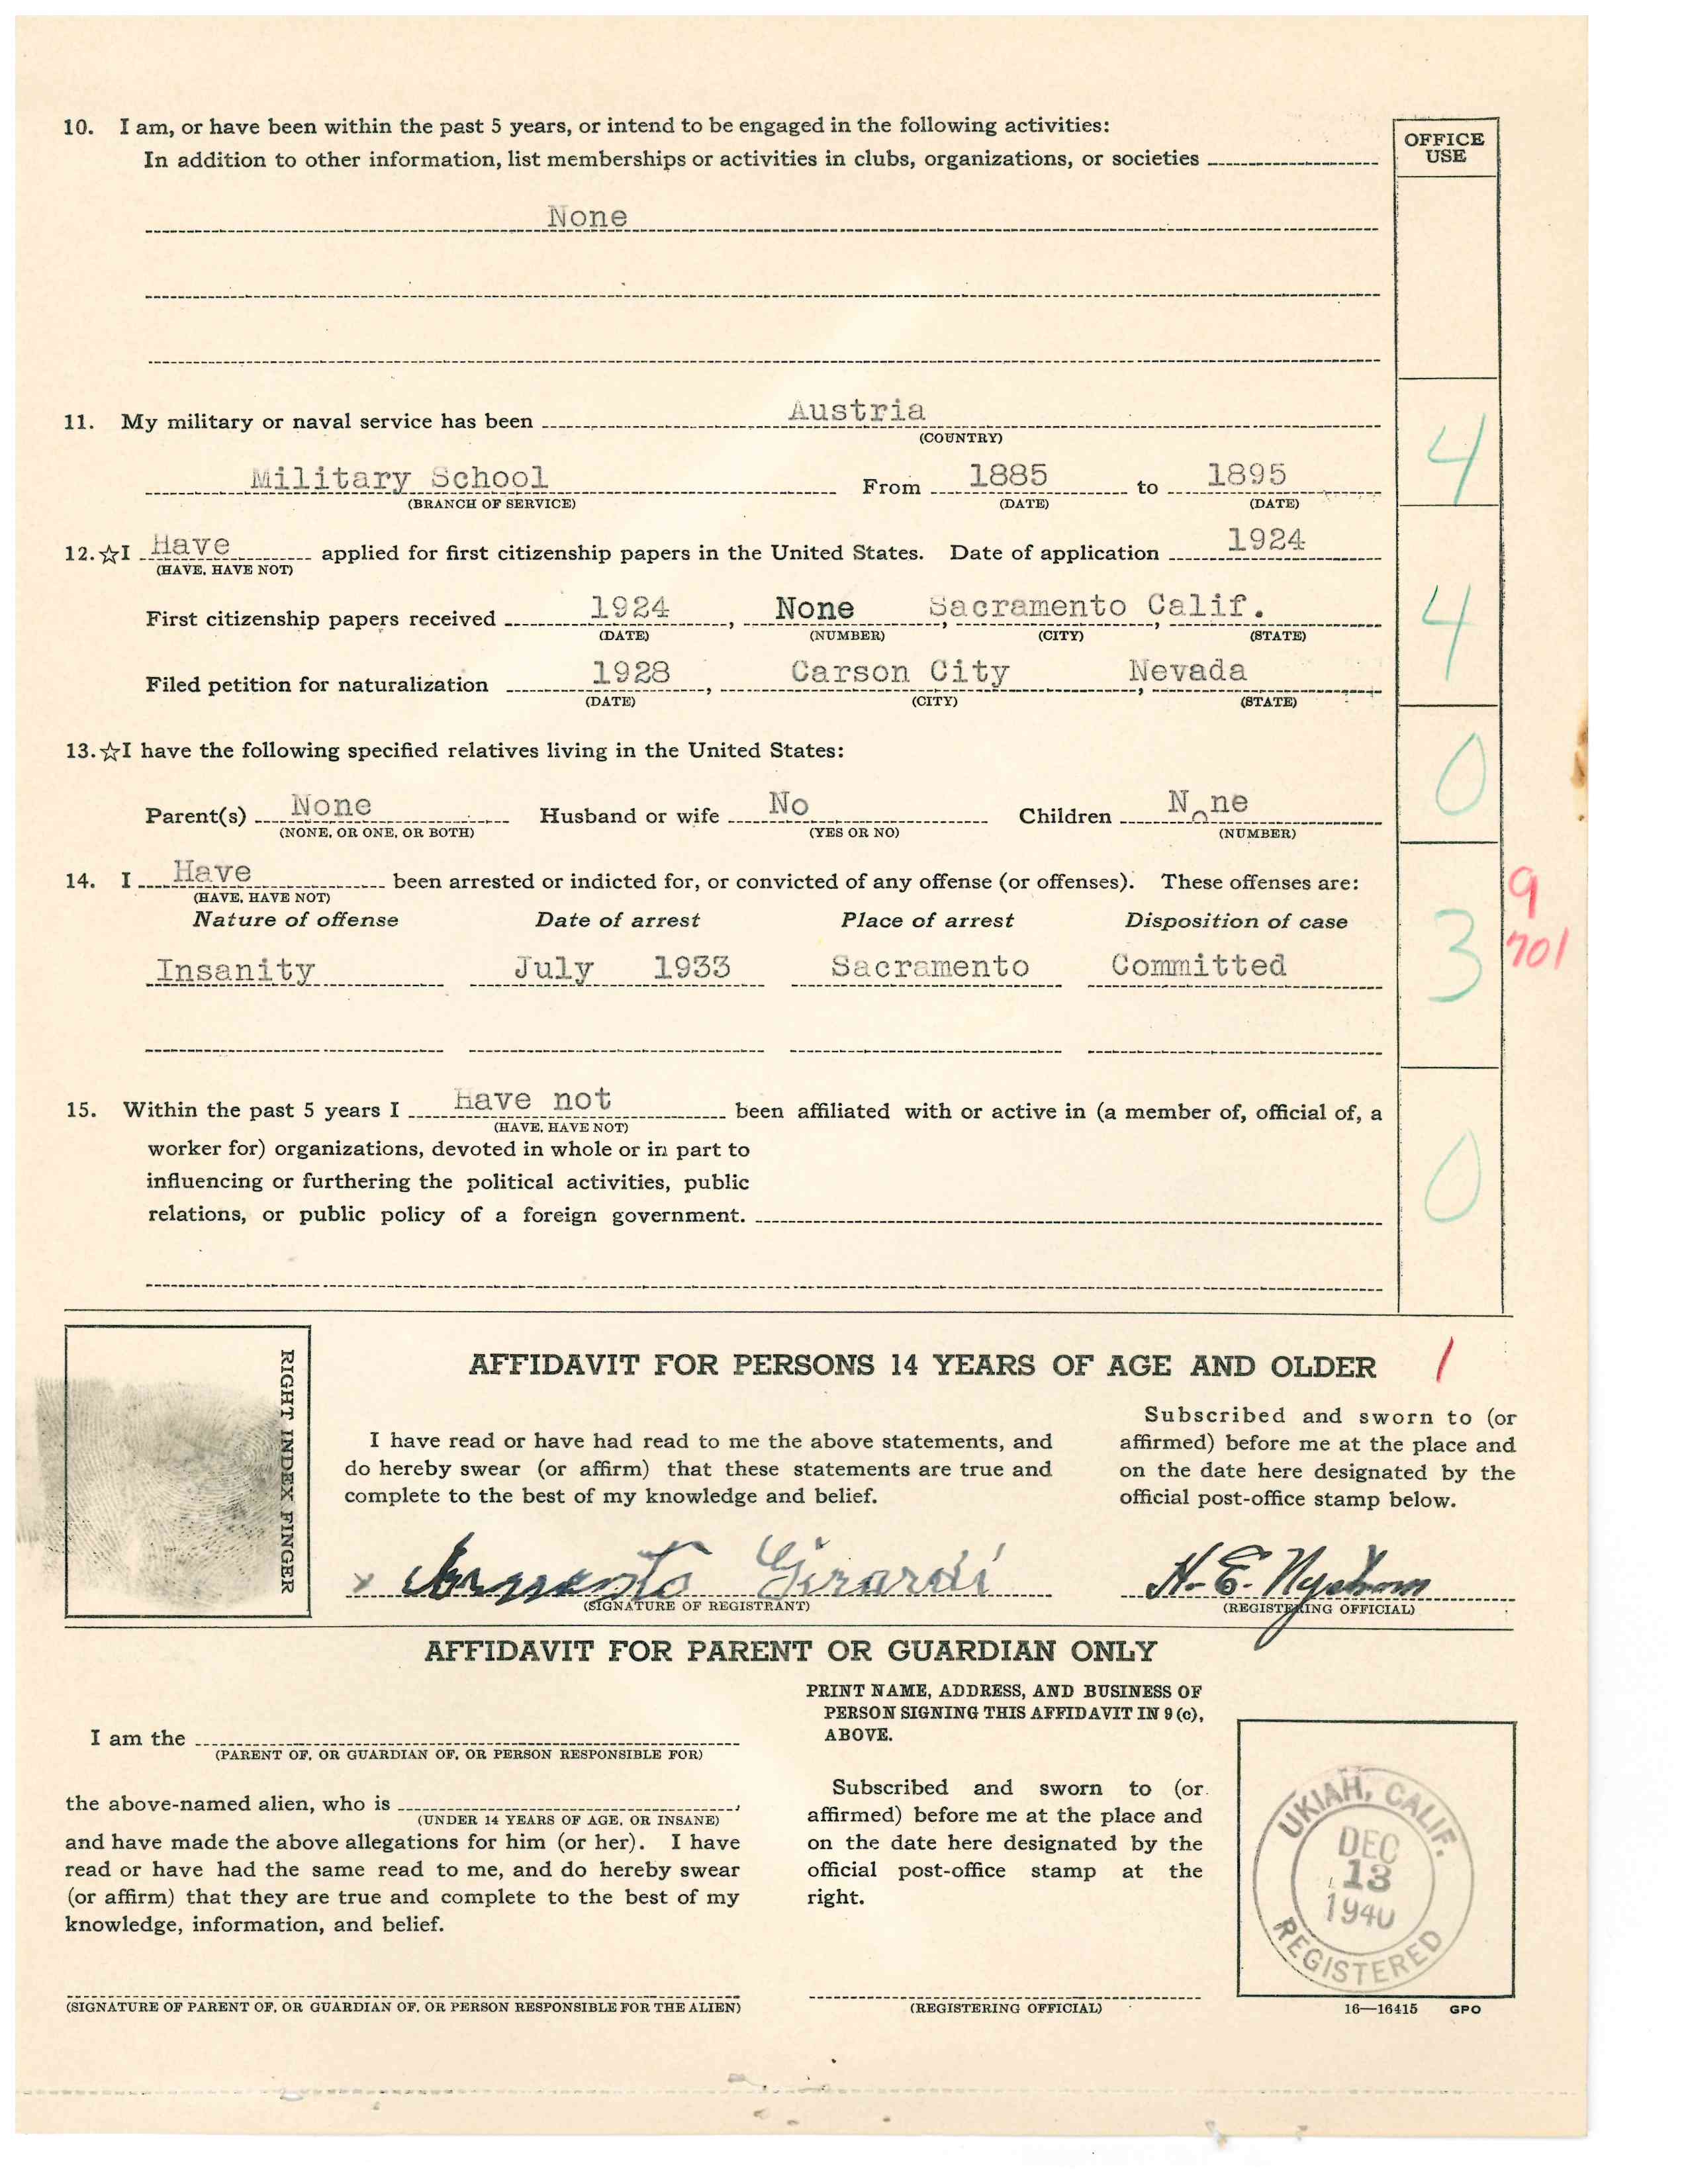 10. I am, or have been within the past 5 years, or intend to be engaged in the following activities:
In addition to other information, list memberships or activities in clubs, organizations, or societies
OFFICE
USE
None
11. My military or naval service has been Austria
(COUNTRY)
4
Military School From 1885 to 1895
(BRANCH OF SERVICE) (DATE) (DATE)
12. ☆I Have applied for first citizenship papers in the United States. Date of application 1924
(HAVE, HAVE NOT)
First citizenship papers received 1924, None, Sacramento, Calif.
(DATE) (NUMBER) (CITY) (STATE)
4
Filed petition for naturalization 1928, Carson City, Nevada
(DATE) (CITY) (STATE)
13. ☆I have the following specified relatives living in the United States:
0
Parent(s) None Husband or wife No Children None
(NONE, OR ONE, OR BOTH) (YES OR NO) (NUMBER)
14. I Have been arrested or indicted for, or convicted of any offense (or offenses). These offenses are:
(HAVE, HAVE NOT)
9
Nature of offense Date of arrest Place of arrest Disposition of case
3 701
Insanity July 1933 Sacramento Committed
15. Within the past 5 years I Have not been affiliated with or active in (a member of, official of, a
(HAVE, HAVE NOT)
worker for) organizations, devoted in whole or in part to
influencing or furthering the political activities, public
relations, or public policy of a foreign government.
0
RIGHT INDEX FINGER
AFFIDAVIT FOR PERSONS 14 YEARS OF AGE AND OLDER
1
I have read or have had read to me the above statements, and
do hereby swear (or affirm) that these statements are true and
complete to the best of my knowledge and belief.
Subscribed and sworn to (or
affirmed) before me at the place and
on the date here designated by the
official post-office stamp below.
x Girardi
(SIGNATURE OF REGISTRANT)
H. E. Nystrom
(REGISTERING OFFICIAL)
AFFIDAVIT FOR PARENT OR GUARDIAN ONLY
I am the
(PARENT OF, OR GUARDIAN OF, OR PERSON RESPONSIBLE FOR)
the above-named alien, who is ,
(UNDER 14 YEARS OF AGE, OR INSANE)
and have made the above allegations for him (or her). I have
read or have had the same read to me, and do hereby swear
(or affirm) that they are true and complete to the best of my
knowledge, information, and belief.
(SIGNATURE OF PARENT OF, OR GUARDIAN OF, OR PERSON RESPONSIBLE FOR THE ALIEN)
PRINT NAME, ADDRESS, AND BUSINESS OF
PERSON SIGNING THIS AFFIDAVIT IN 9 (c),
ABOVE.
Subscribed and sworn to (or
affirmed) before me at the place and
on the date here designated by the
official post-office stamp at the
right.
(REGISTERING OFFICIAL)
UKIAH, CALIF.
DEC
13
1940
REGISTERED
16—16415 GPO